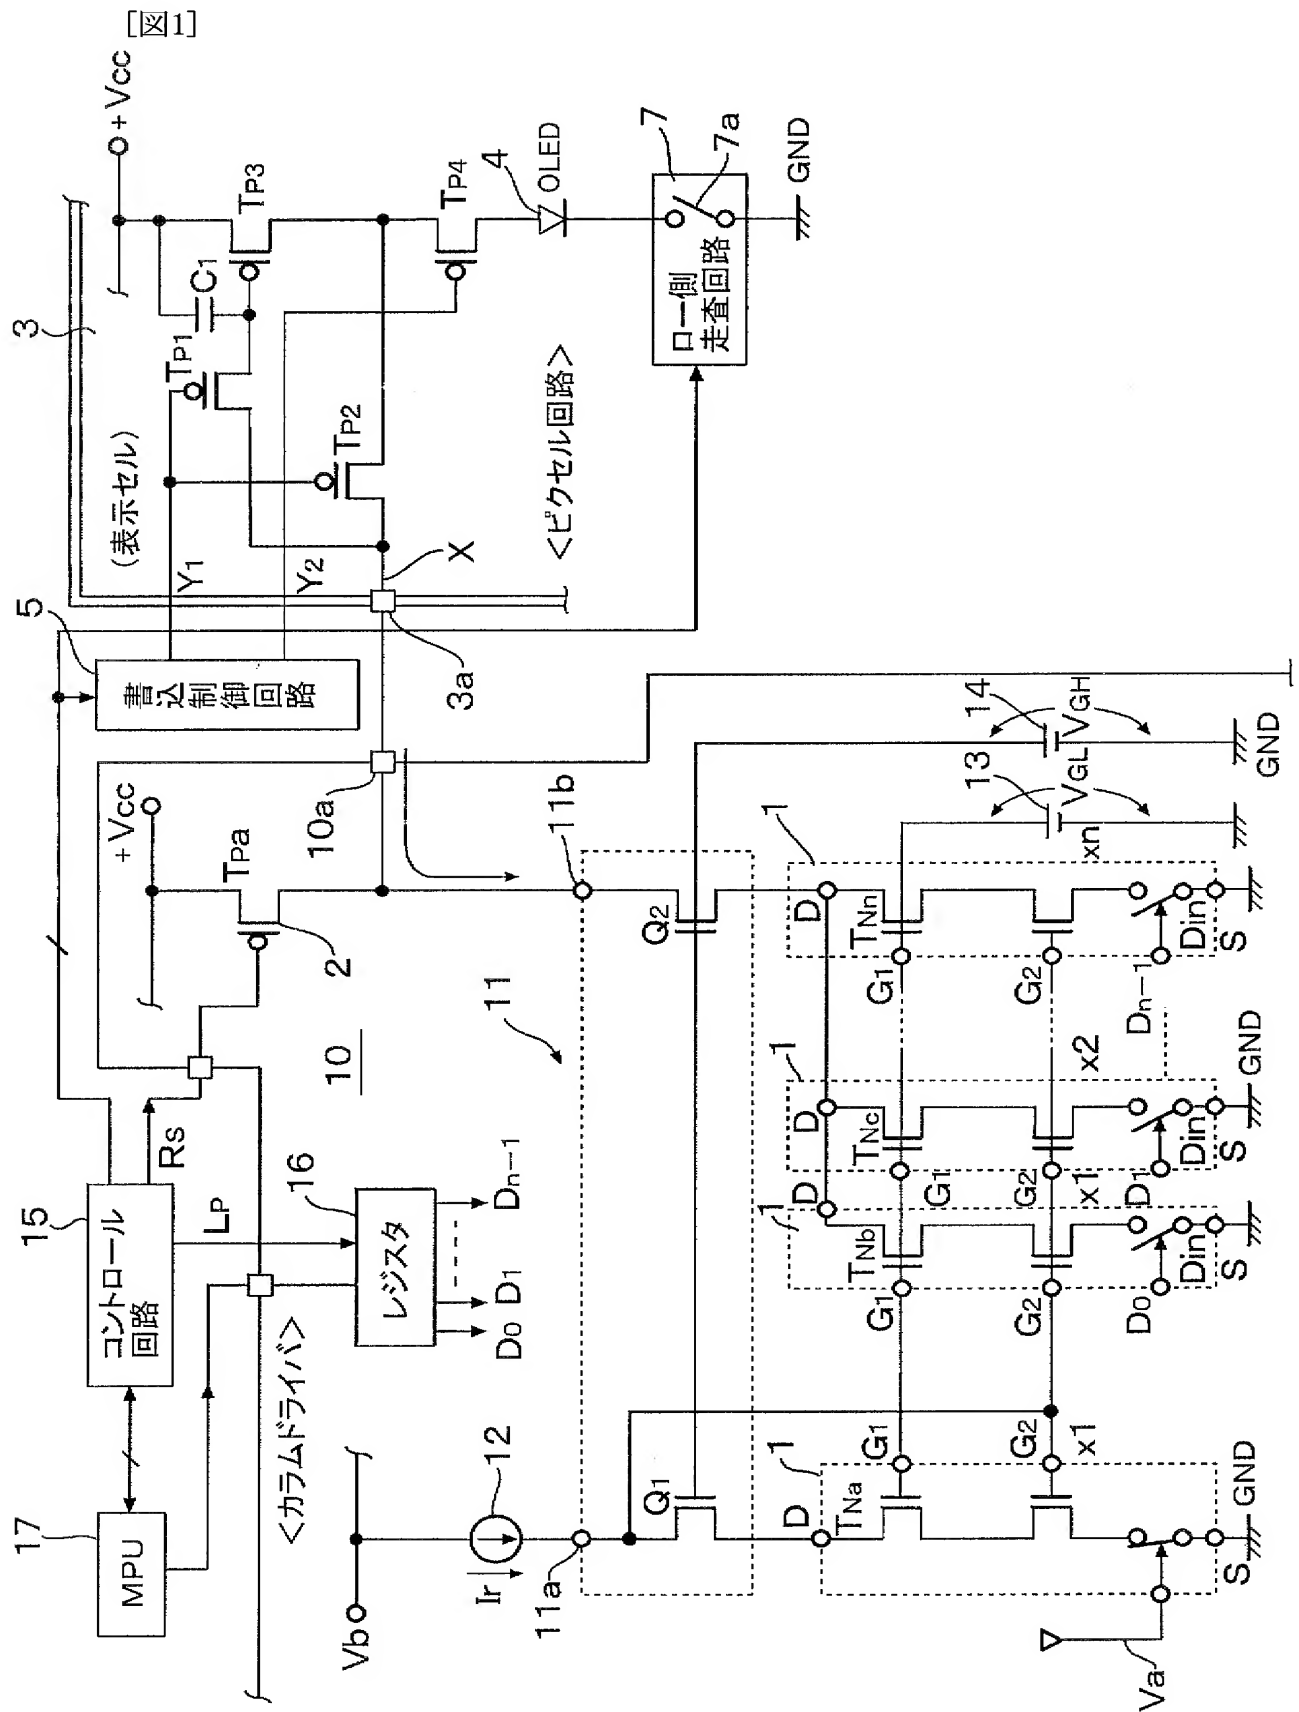 [図1]
17
MPU
15
コントロール
回路
RS
LP
16
レジスタ
D0
D1
Dn-1
<カラムドライバ>
10
5
書込制御回路
Y1
Y2
3
(表示セル)
TP1
C1
TP2
TP3
TP4
+Vcc
4
OLED
X
3a
<ピクセル回路>
7
ロー側
走査回路
7a
GND
+Vcc
TPa
2
10a
11
11b
Vb
Ir
12
11a
Q1
Q2
D
1
TNa
G1
G2
x1
S
GND
Va
D
1
TNb
G1
G2
x1
D0
Din
S
D
1
TNc
G1
G2
x2
D1
Din
S
GND
D
1
TNn
G1
G2
xn
Dn-1
Din
S
13
VGL
14
VGH
GND